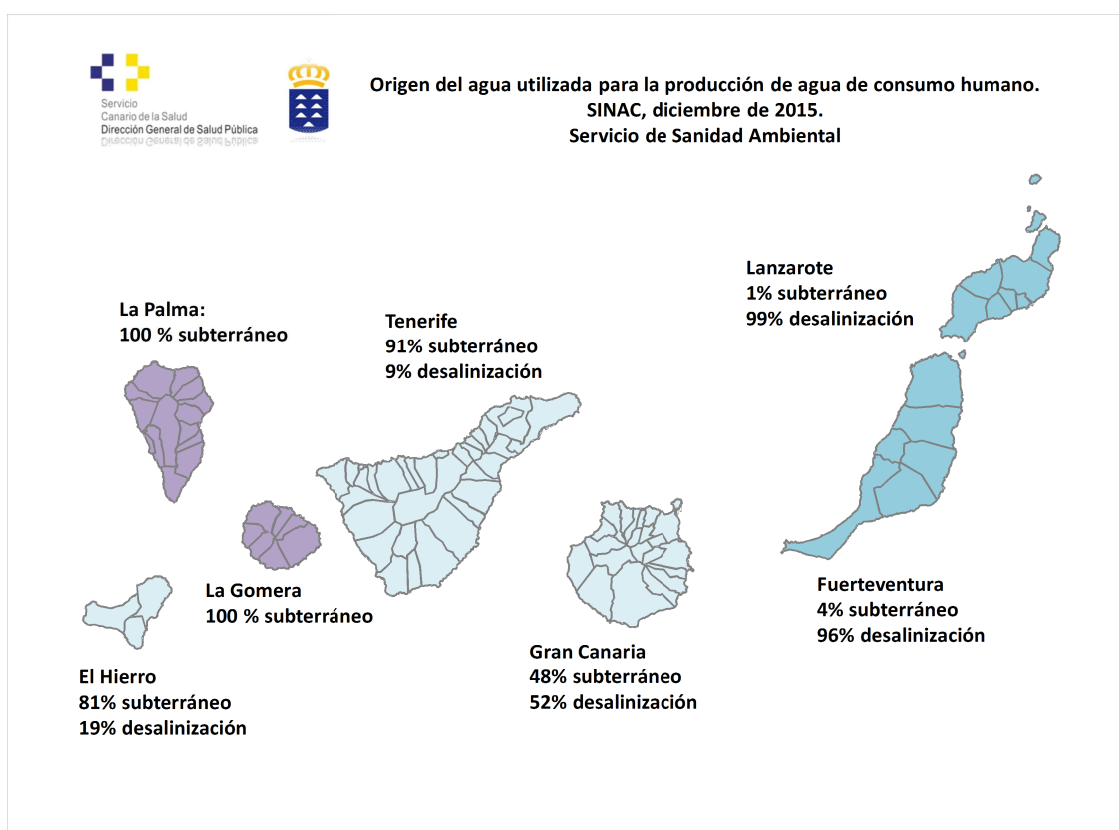 Servicio
Canario de la Salud
Dirección General de Salud Pública
Origen del agua utilizada para la producción de agua de consumo humano.
SINAC, diciembre de 2015.
Servicio de Sanidad Ambiental
Lanzarote
1% subterráneo
99% desalinización
La Palma:
100 % subterráneo
Tenerife
91% subterráneo
9% desalinización
La Gomera
100 % subterráneo
Fuerteventura
4% subterráneo
96% desalinización
Gran Canaria
48% subterráneo
52% desalinización
El Hierro
81% subterráneo
19% desalinización